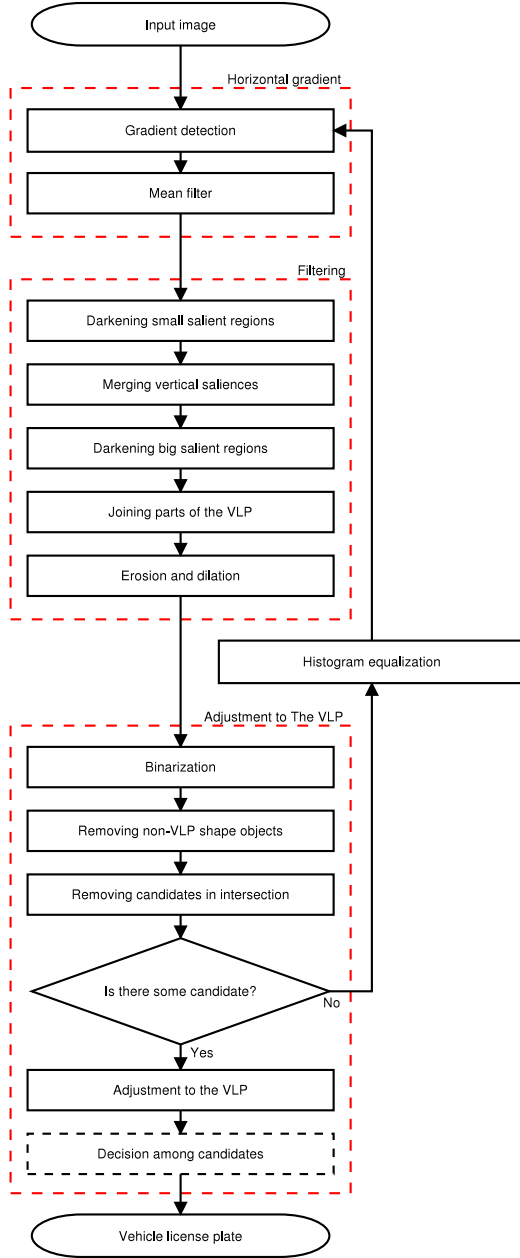 Input image
Horizontal gradient
Gradient detection
Mean filter
Filtering
Darkening small salient regions
Merging vertical saliences
Darkening big salient regions
Joining parts of the VLP
Erosion and dilation
Histogram equalization
Adjustment to The VLP
Binarization
Removing non-VLP shape objects
Removing candidates in intersection
Is there some candidate?
No
Yes
Adjustment to the VLP
Decision among candidates
Vehicle license plate